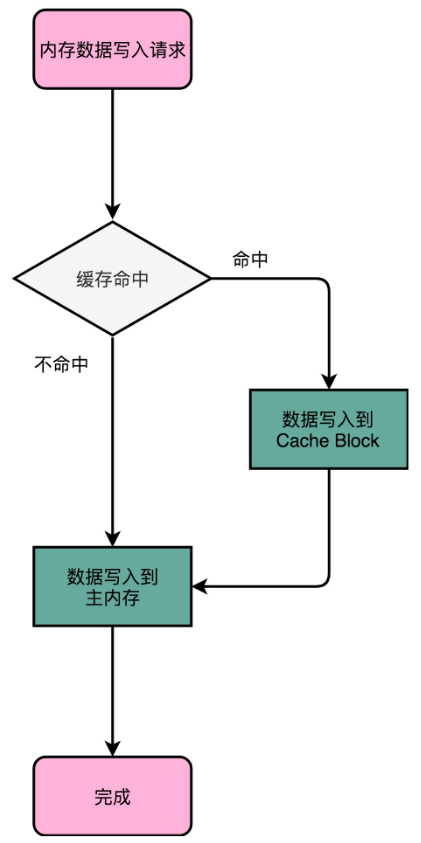 内存数据写入请求
缓存命中
命中
不命中
数据写入到
Cache Block
数据写入到
主内存
完成